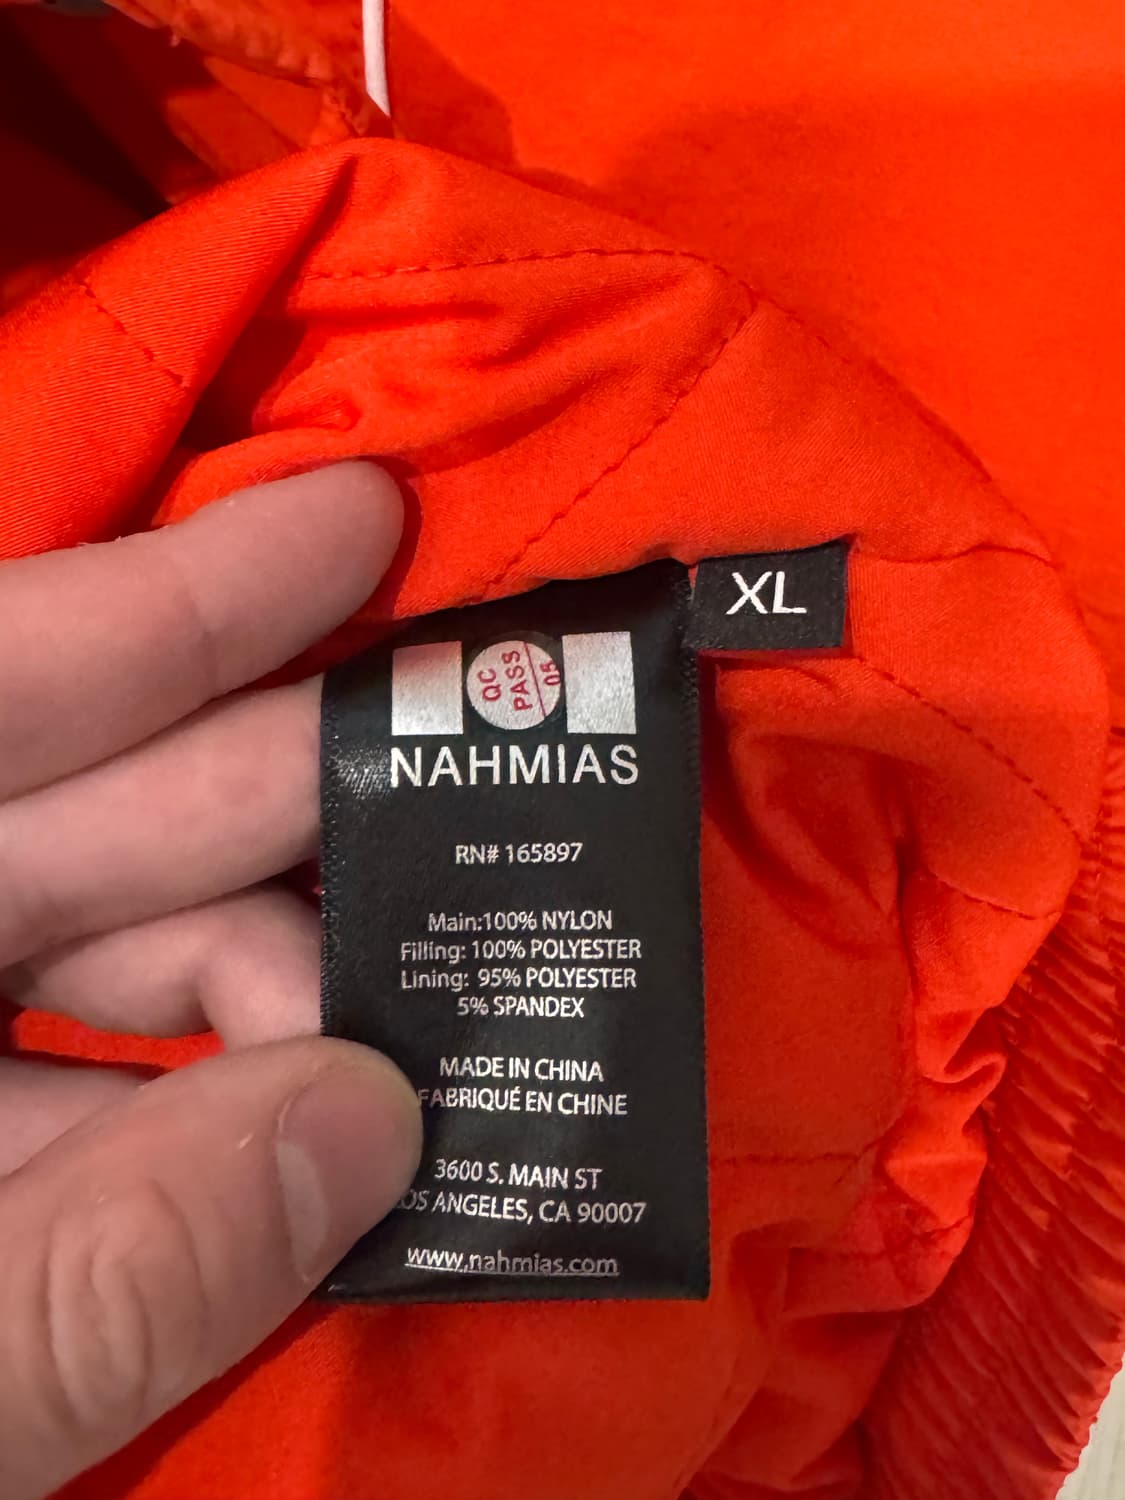 XL
QC
PASS
05
NAHMIAS
RN# 165897
Main:100% NYLON
Filling: 100% POLYESTER
Lining: 95% POLYESTER
5% SPANDEX
MADE IN CHINA
FABRIQUÉ EN CHINE
3600 S. MAIN ST
LOS ANGELES, CA 90007
www.nahmias.com